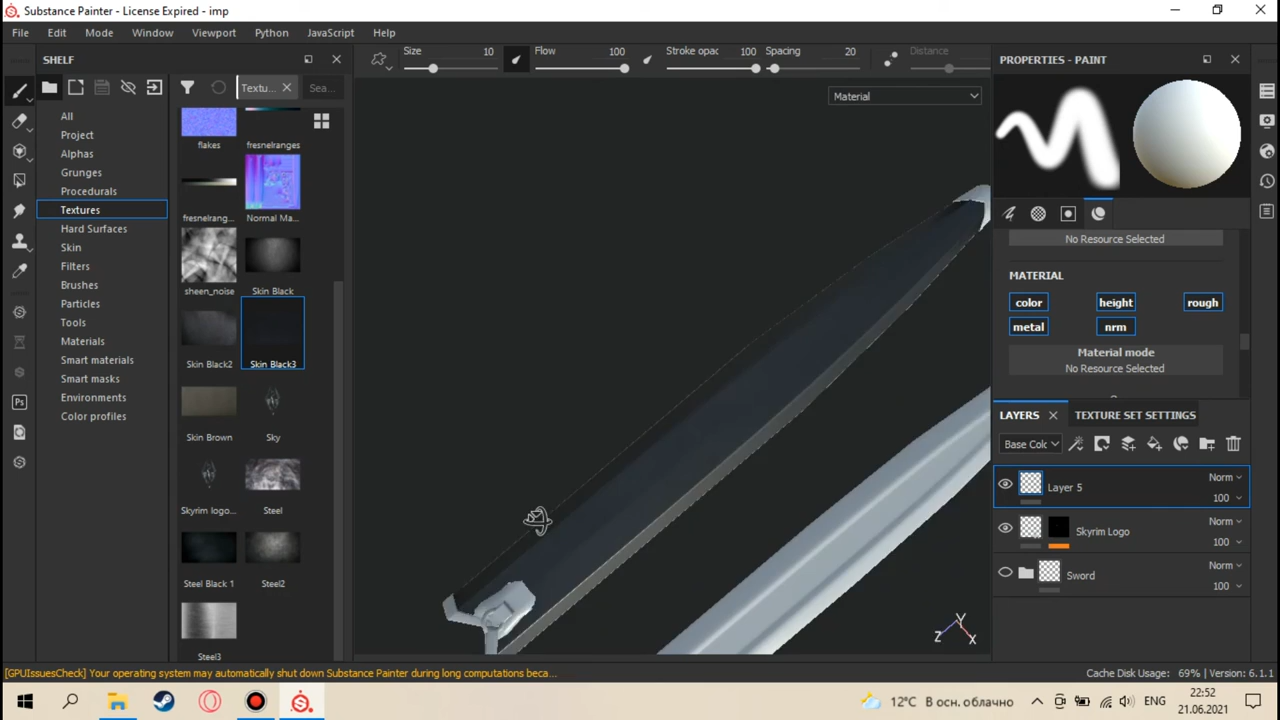 Substance Painter - License Expired - imp
File Edit Mode Window Viewport Python JavaScript Help
SHELF
Size 10 Flow 100 Stroke opac 100 Spacing 20 Distance
PROPERTIES - PAINT
Textu... Sea...
Material
All
Project
Alphas
Grunges
Procedurals
Textures
Hard Surfaces
Skin
Filters
Brushes
Particles
Tools
Materials
Smart materials
Smart masks
Environments
Color profiles
flakes fresnelranges
fresnelrang... Normal Ma...
sheen_noise Skin Black
Skin Black2 Skin Black3
Skin Brown Sky
Skyrim logo... Steel
Steel Black 1 Steel2
Steel3
Y
Z X
No Resource Selected
MATERIAL
color height rough
metal nrm
Material mode
No Resource Selected
LAYERS TEXTURE SET SETTINGS
Base Colc
Layer 5 Norm 100
Skyrim Logo Norm 100
Sword Norm 100
[GPUIssuesCheck] Your operating system may automatically shut down Substance Painter during long computations beca...
Cache Disk Usage: 69% | Version: 6.1.1
Ps
12°C В осн. облачно ENG 22:52
21.06.2021